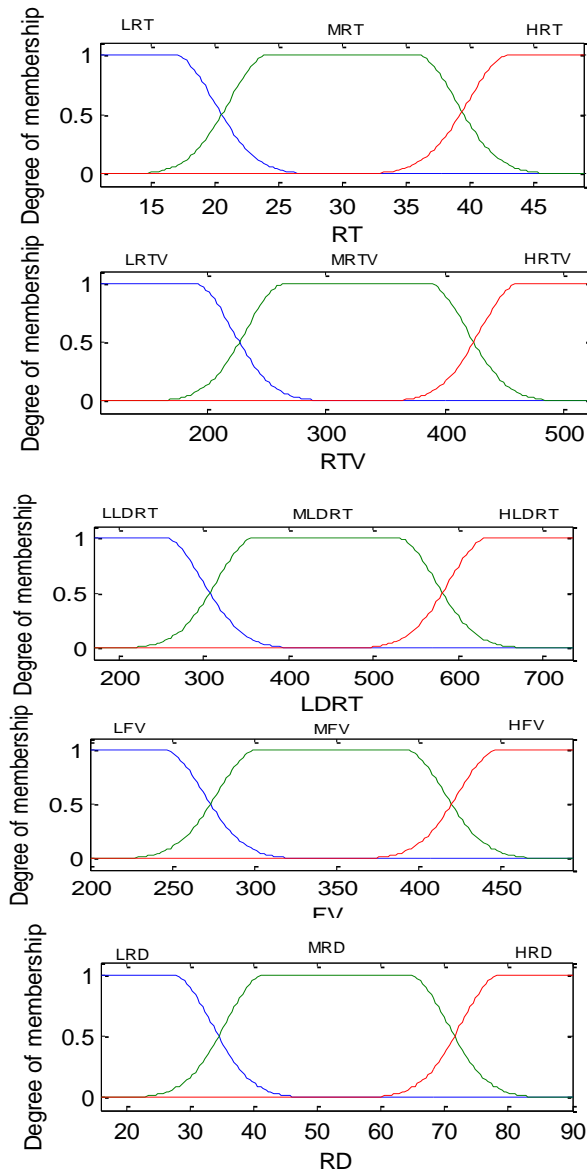 LRT MRT HRT
Degree of membership
1
0.5
0
15 20 25 30 35 40 45
RT
LRTV MRTV HRTV
Degree of membership
1
0.5
0
200 300 400 500
RTV
LLDRT MLDRT HLDRT
Degree of membership
1
0.5
0
200 300 400 500 600 700
LDRT
LFV MFV HFV
Degree of membership
1
0.5
0
200 250 300 350 400 450
FV
LRD MRD HRD
Degree of membership
1
0.5
0
20 30 40 50 60 70 80 90
RD